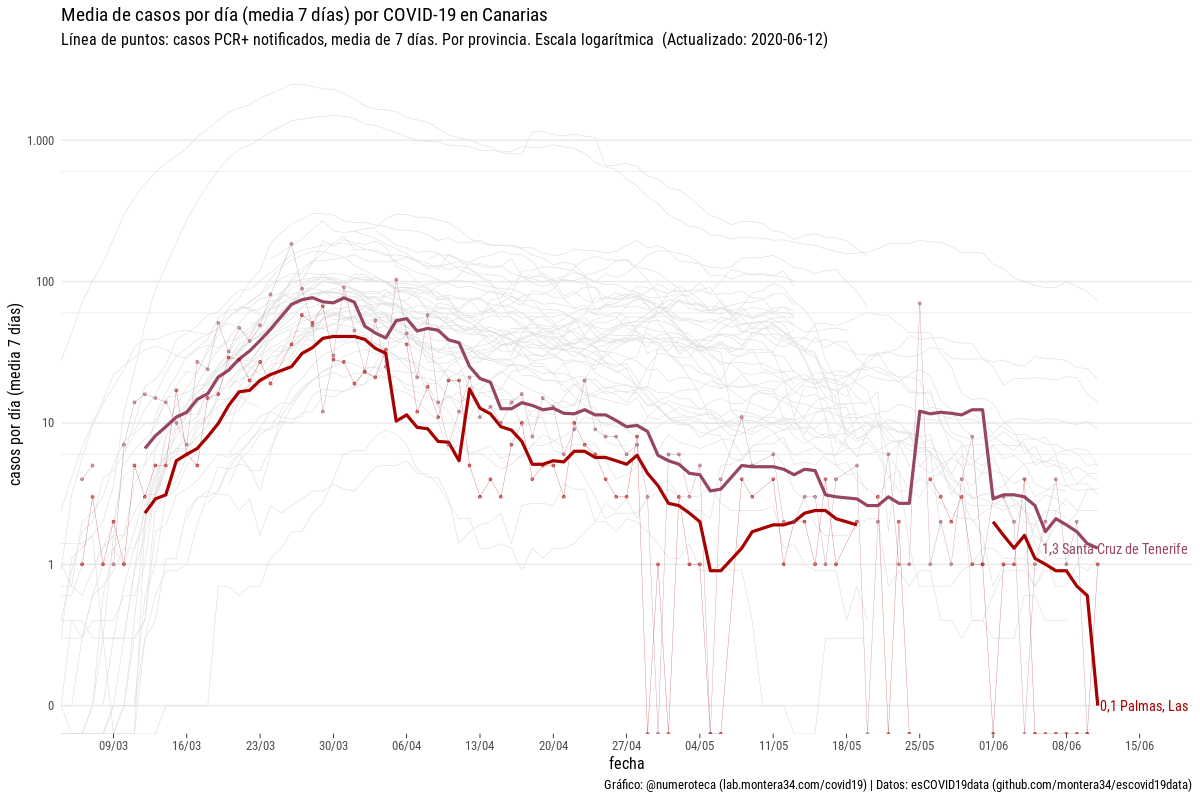 Media de casos por día (media 7 días) por COVID-19 en Canarias
Línea de puntos: casos PCR+ notificados, media de 7 días. Por provincia. Escala logarítmica (Actualizado: 2020-06-12)
casos por día (media 7 días)
1.000
100
10
1
0
1,3 Santa Cruz de Tenerife
0,1 Palmas, Las
09/03 16/03 23/03 30/03 06/04 13/04 20/04 27/04 04/05 11/05 18/05 25/05 01/06 08/06 15/06
fecha
Gráfico: @numeroteca (lab.montera34.com/covid19) | Datos: esCOVID19data (github.com/montera34/escovid19data)